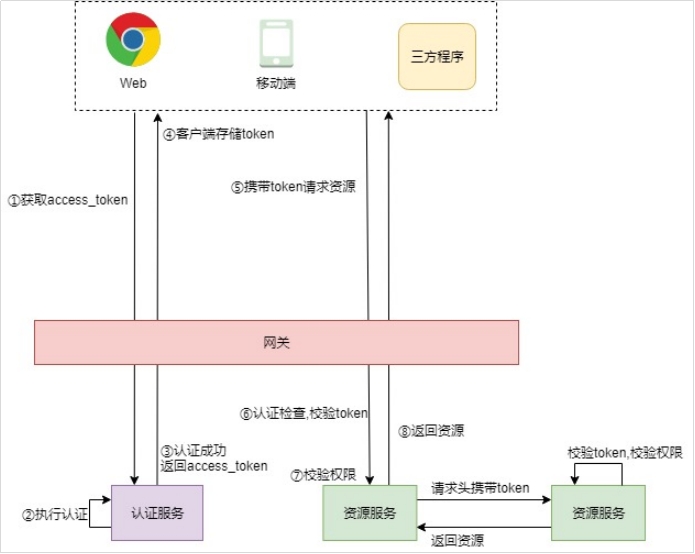 Web
移动端
三方程序
④客户端存储token
①获取access_token
⑤携带token请求资源
网关
⑥认证检查,校验token
③认证成功
返回access_token
⑧返回资源
⑦校验权限
校验token,校验权限
请求头携带token
②执行认证
认证服务
资源服务
资源服务
返回资源